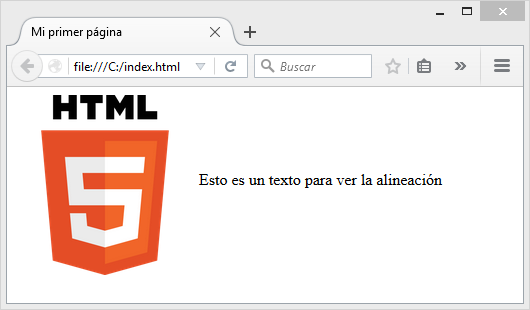 Mi primer página
file:///C:/index.html
Buscar
HTML
5
Esto es un texto para ver la alineación